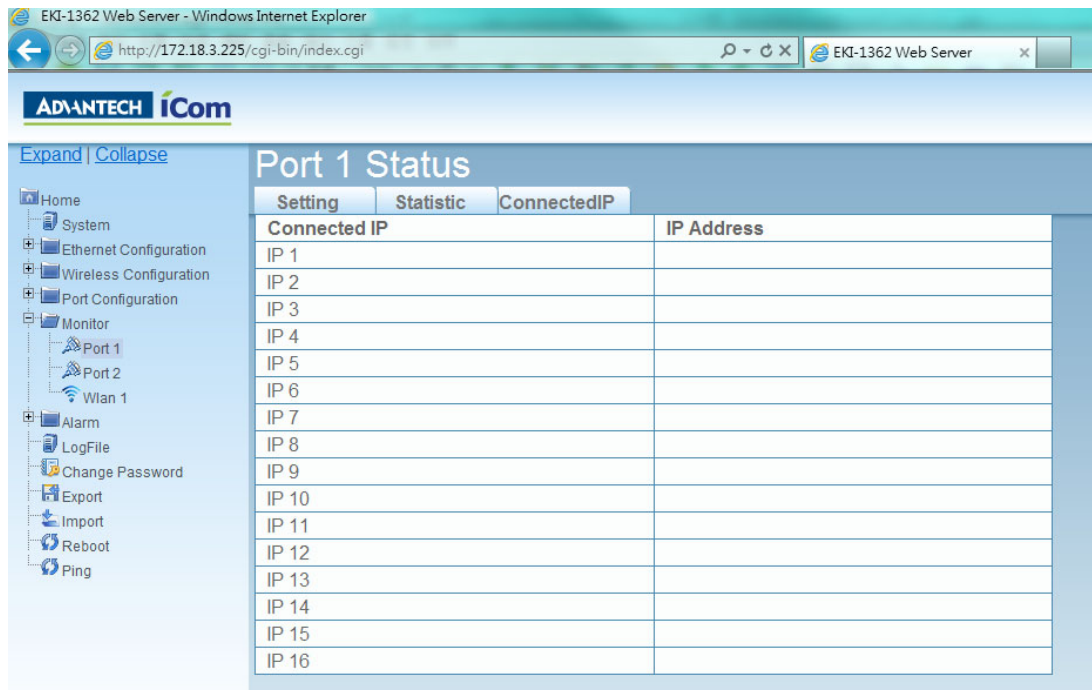 EKI-1362 Web Server - Windows Internet Explorer
http://172.18.3.225/cgi-bin/index.cgi
EKI-1362 Web Server
ADVANTECH iCom
Expand | Collapse
Home
System
Ethernet Configuration
Wireless Configuration
Port Configuration
Monitor
Port 1
Port 2
Wlan 1
Alarm
LogFile
Change Password
Export
Import
Reboot
Ping
Port 1 Status
Setting Statistic ConnectedIP
Connected IP IP Address
IP 1
IP 2
IP 3
IP 4
IP 5
IP 6
IP 7
IP 8
IP 9
IP 10
IP 11
IP 12
IP 13
IP 14
IP 15
IP 16